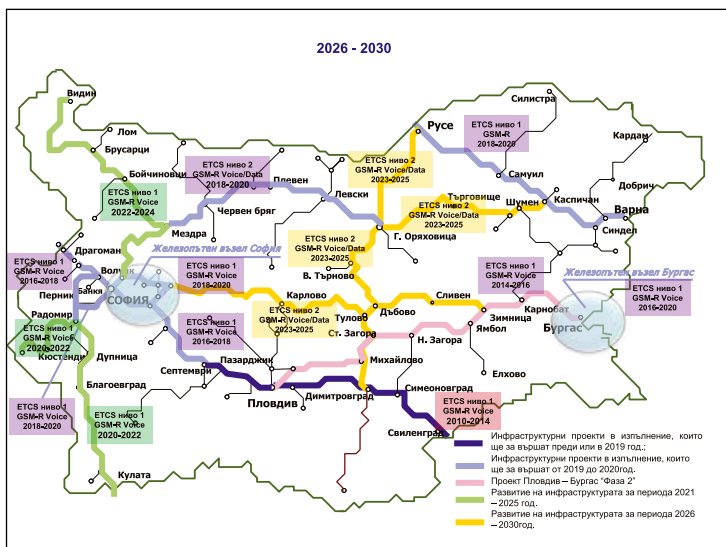 2026 - 2030
Видин
Лом
Брусарци
Бойчиновци
ETCS ниво 1
GSM-R Voice
2022-2024
ETCS ниво 2
GSM-R Voice/Data
2018-2020
Плевен
Червен бряг
Мездра
Левски
ETCS ниво 2
GSM-R Voice/Data
2023-2025
Русе
ETCS ниво 1
GSM-R
2018-2020
Силистра
Кардам
Самуил
Добрич
Търговище
Шумен
Каспичан
Варна
Синдел
ETCS ниво 2
GSM-R Voice/Data
2023-2025
Г. Оряховица
ETCS ниво 2
GSM-R Voice/Data
2023-2025
В. Търново
Железопътен възел София
Драгоман
ETCS ниво 1
GSM-R Voice
2016-2018
Банкя
Перник
СОФИЯ
ETCS ниво 1
GSM-R Voice
2018-2020
Карлово
ETCS ниво 2
GSM-R Voice/Data
2023-2025
Тулово
Дъбово
Сливен
ETCS ниво 1
GSM-R Voice
2014-2016
Железопътен възел Бургас
ETCS ниво 1
GSM-R Voice
2016-2020
Карнобат
Бургас
Зимница
Ямбол
Радомир
ETCS ниво 1
GSM-R Voice
2020-2022
Кюстендил
Дупница
ETCS ниво 1
GSM-R Voice
2016-2018
Пазарджик
Септември
Ст. Загора
Н. Загора
Михайлово
Елхово
Благоевград
Пловдив
Димитровград
Симеоновград
ETCS ниво 1
GSM-R Voice
2018-2020
ETCS ниво 1
GSM-R Voice
2020-2022
ETCS ниво 1
GSM-R Voice
2010-2014
Свиленград
Кулата
Инфраструктурни проекти в изпълнение, които
ще за вършат преди или в 2019 год.;
Инфраструктурни проекти в изпълнение, които
ще за вършат от 2019 до 2020год.
Проект Пловдив – Бургас "Фаза 2"
Развитие на инфраструктурата за периода 2021
– 2025 год.
Развитие на инфраструктурата за периода 2026
– 2030год.